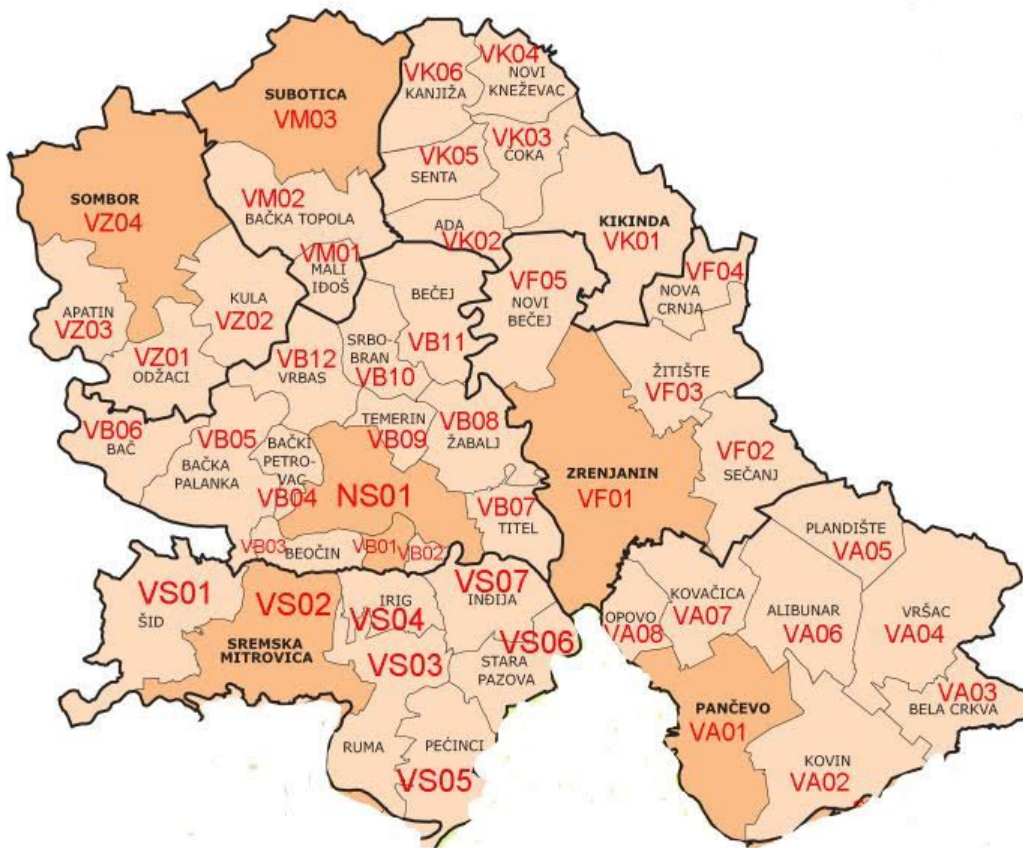 VK06
KANJIŽA
VK04
NOVI
KNEŽEVAC
SUBOTICA
VM03
VK03
ČOKA
VK05
SENTA
SOMBOR
VZ04
VM02
BAČKA TOPOLA
ADA
VK02
KIKINDA
VK01
VM01
MALI
IĐOŠ
VF04
NOVA
CRNJA
VF05
NOVI
BEČEJ
BEČEJ
VB11
KULA
VZ02
APATIN
VZ03
VZ01
ODŽACI
VB12
VRBAS
SRBO-
BRAN
VB10
ŽITIŠTE
VF03
VB06
BAČ
VB05
BAČKA
PALANKA
BAČKI
PETRO-
VAC
VB04
TEMERIN
VB09
VB08
ŽABALJ
VF02
SEČANJ
ZRENJANIN
VF01
NS01
VB07
TITEL
VB03
BEOČIN
VB01
VB02
PLANDIŠTE
VA05
VS01
ŠID
VS02
SREMSKA
MITROVICA
IRIG
VS04
VS07
INĐIJA
VS03
VS06
STARA
PAZOVA
OPOVO
VA08
KOVAČICA
VA07
ALIBUNAR
VA06
VRŠAC
VA04
VA03
BELA CRKVA
PANČEVO
VA01
RUMA
PEĆINCI
VS05
KOVIN
VA02